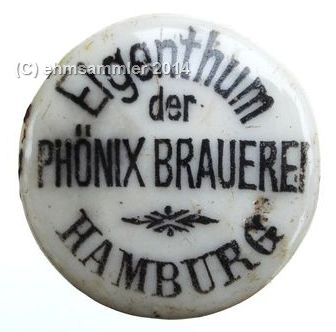 (C) ehmsammler 2014
Eigenthum
der
PHÖNIX BRAUEREI
HAMBURG